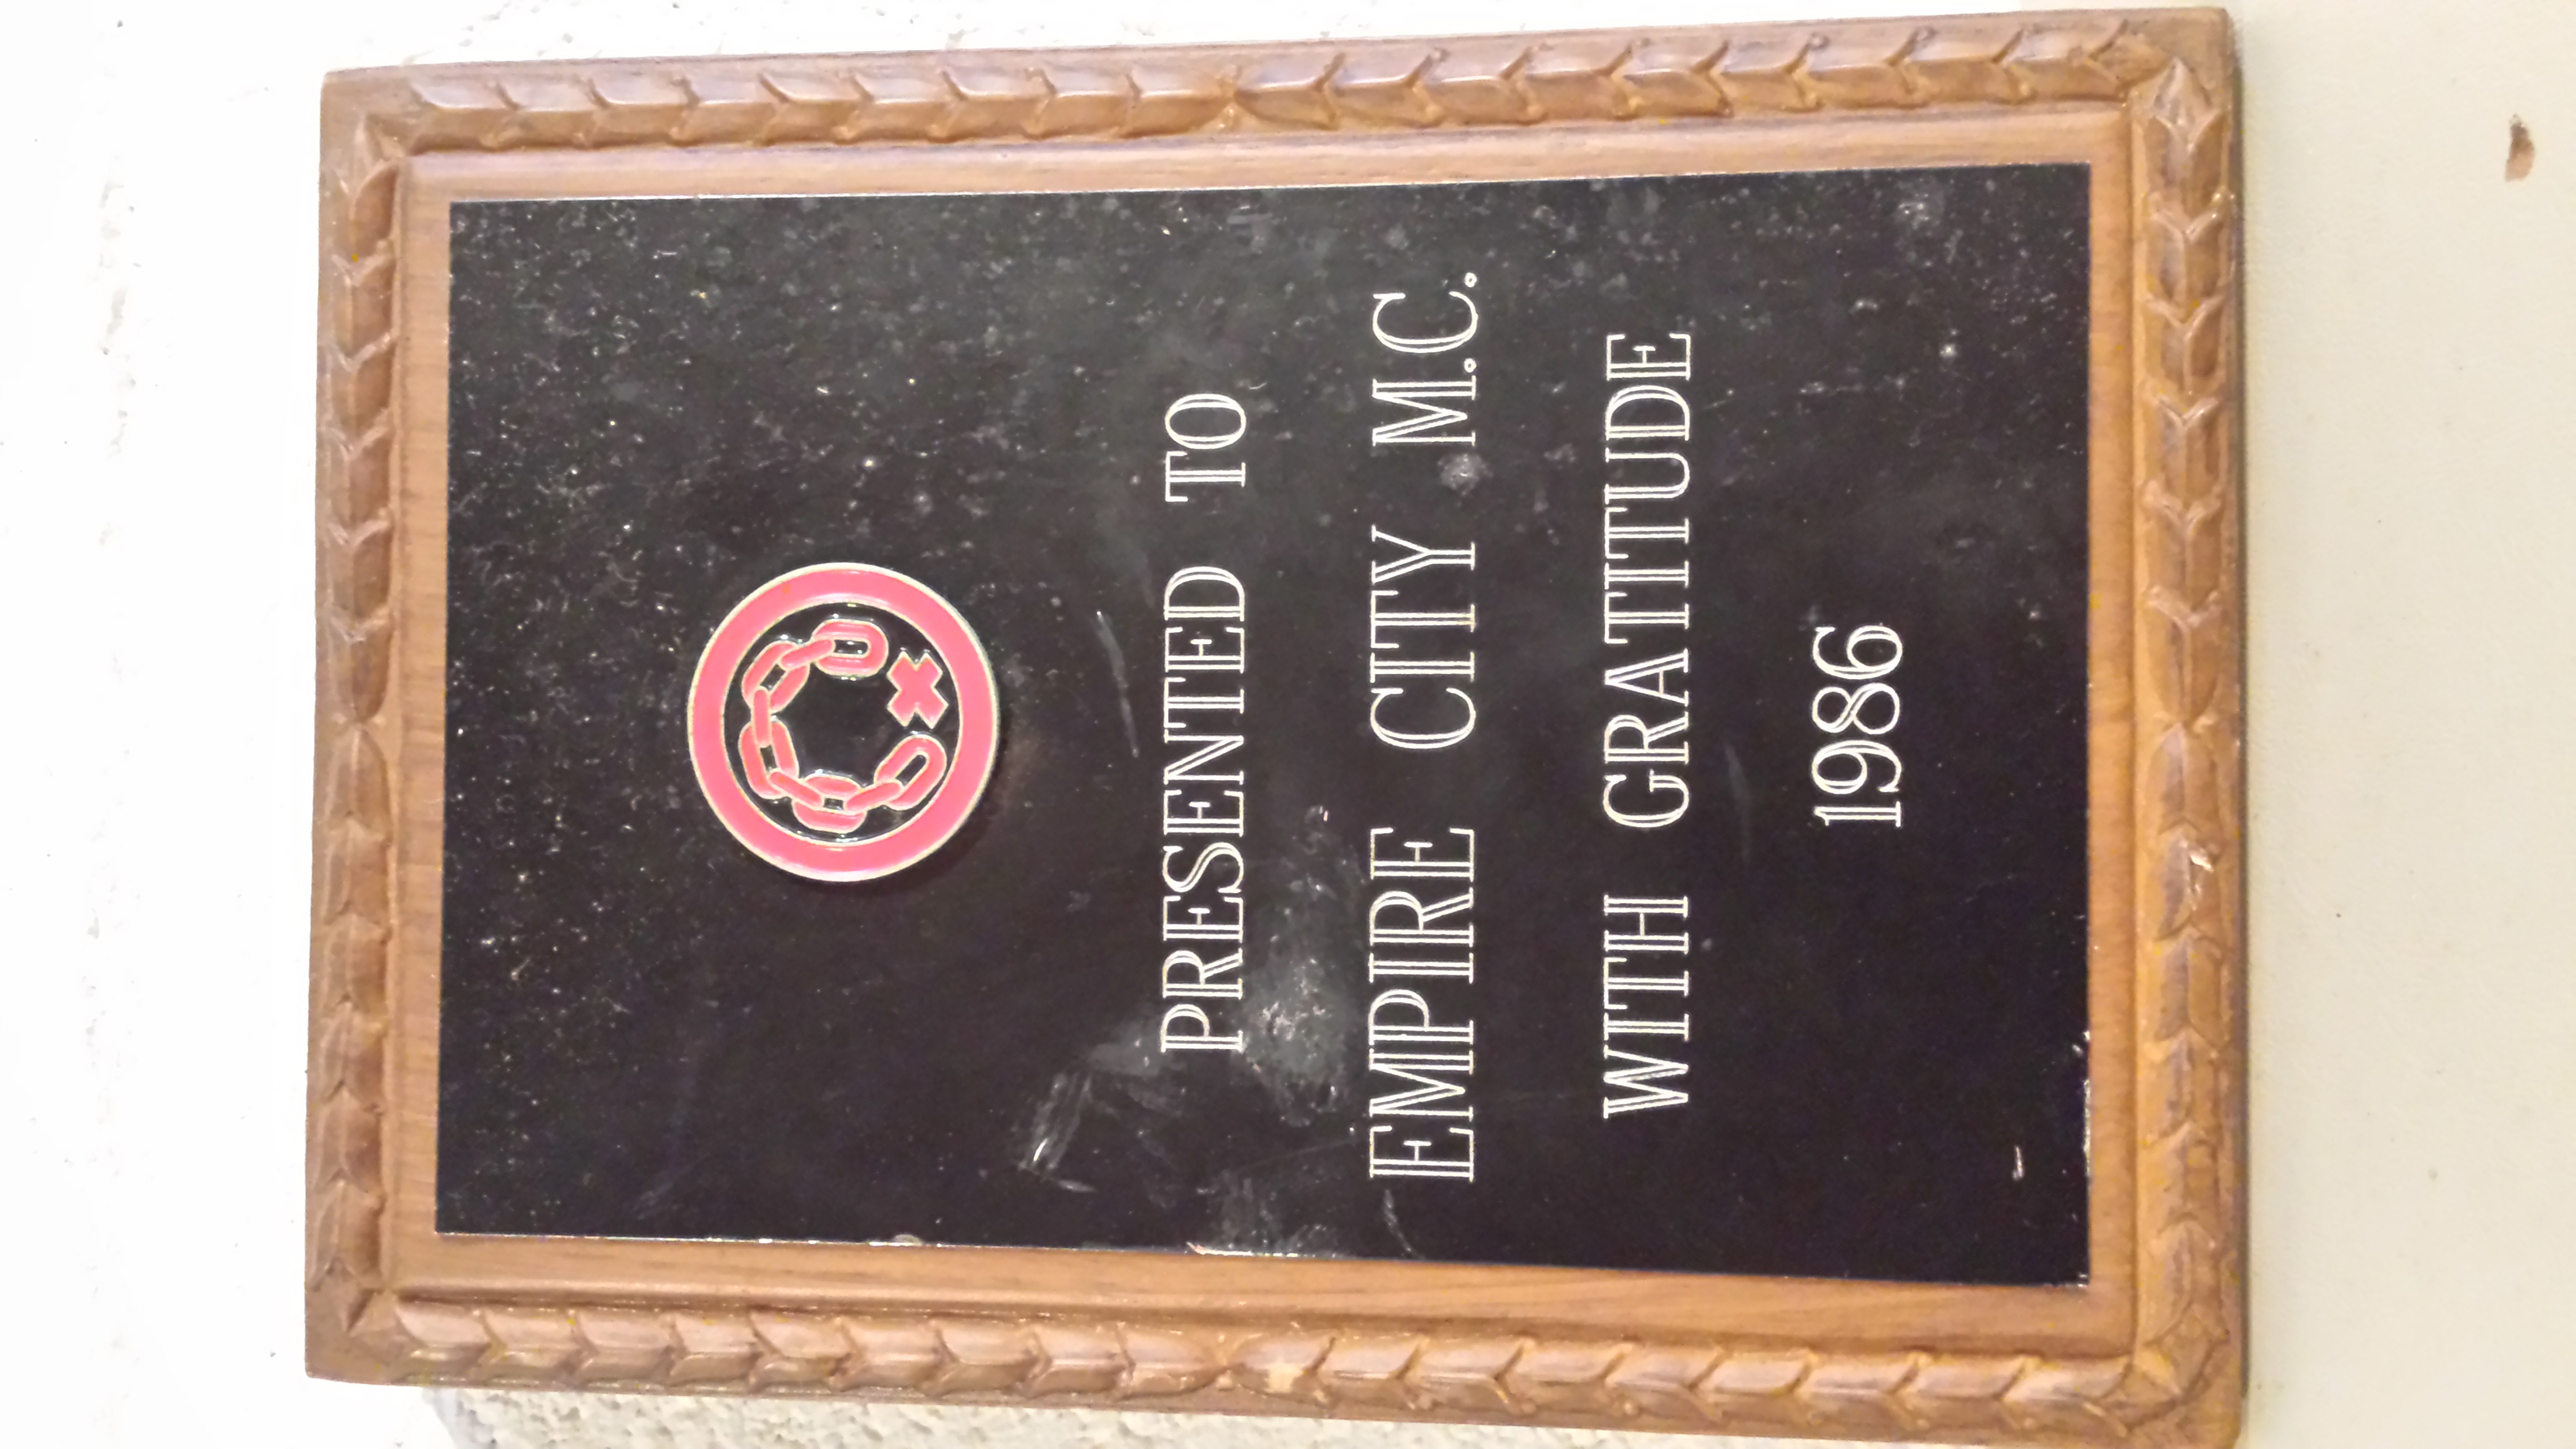 PRESENTED TO
EMPIRE CITY M.C.
WITH GRATITUDE
1986